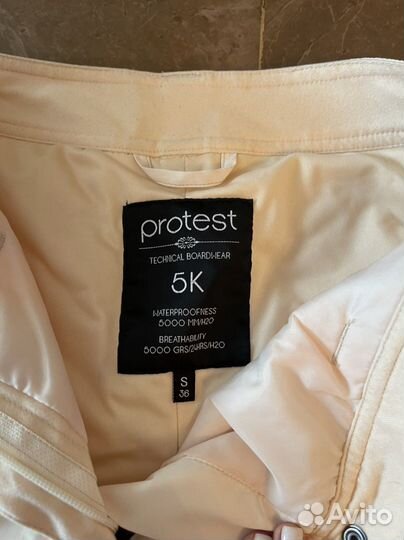 protest
TECHNICAL BOARDWEAR
5K
WATERPROOFNESS
5000 MM/H2O
BREATHABILITY
5000 GRS/24HRS/H2O
S
36
Avito